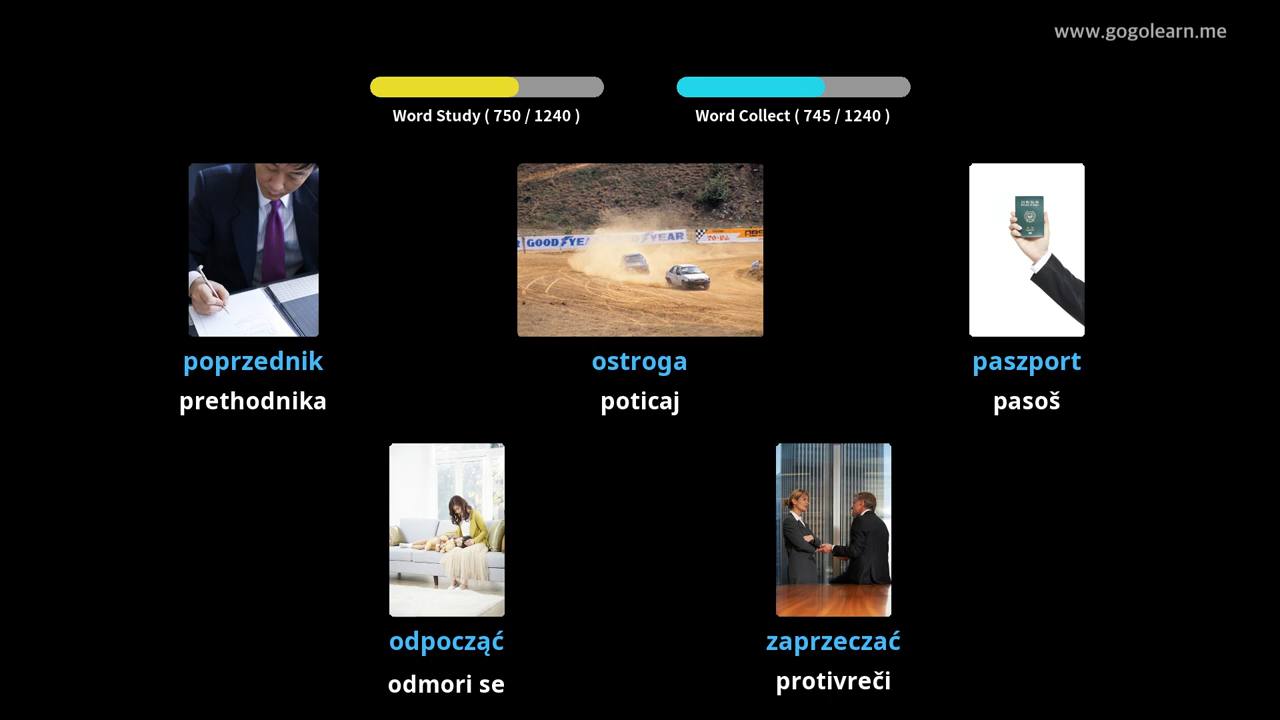 www.gogolearn.me
Word Study ( 750 / 1240 )
Word Collect ( 745 / 1240 )
GOODYEAR
poprzednik
ostroga
paszport
prethodnika
poticaj
pasoš
odpocząć
zaprzeczać
odmori se
protivreči